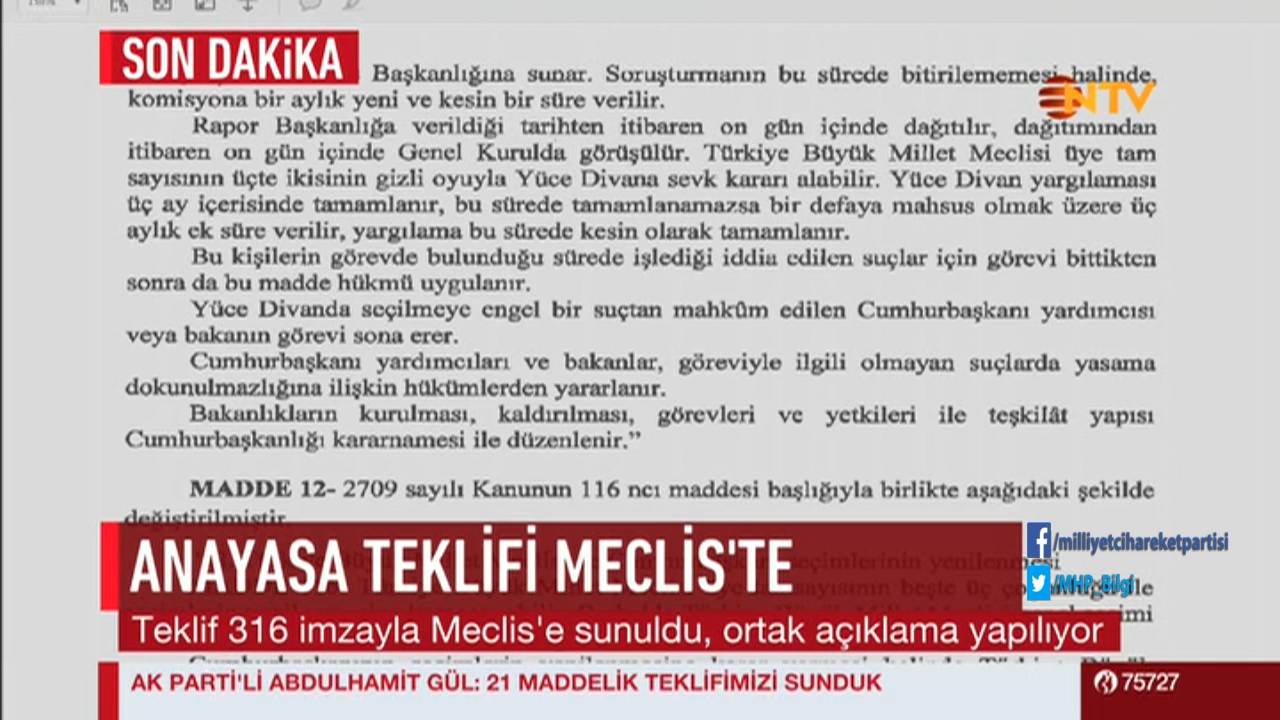 SON DAKİKA
Başkanlığına sunar. Soruşturmanın bu sürede bitirilememesi halinde,
komisyona bir aylık yeni ve kesin bir süre verilir.
NTV
Rapor Başkanlığa verildiği tarihten itibaren on gün içinde dağıtılır, dağıtımından
itibaren on gün içinde Genel Kurulda görüşülür. Türkiye Büyük Millet Meclisi üye tam
sayısının üçte ikisinin gizli oyuyla Yüce Divana sevk kararı alabilir. Yüce Divan yargılaması
üç ay içerisinde tamamlanır, bu sürede tamamlanamazsa bir defaya mahsus olmak üzere üç
aylık ek süre verilir, yargılama bu sürede kesin olarak tamamlanır.
Bu kişilerin görevde bulunduğu sürede işlediği iddia edilen suçlar için görevi bittikten
sonra da bu madde hükmü uygulanır.
Yüce Divanda seçilmeye engel bir suçtan mahkûm edilen Cumhurbaşkanı yardımcısı
veya bakanın görevi sona erer.
Cumhurbaşkanı yardımcıları ve bakanlar, göreviyle ilgili olmayan suçlarda yasama
dokunulmazlığına ilişkin hükümlerden yararlanır.
Bakanlıkların kurulması, kaldırılması, görevleri ve yetkileri ile teşkilât yapısı
Cumhurbaşkanlığı kararnamesi ile düzenlenir.”
MADDE 12- 2709 sayılı Kanunun 116 ncı maddesi başlığıyla birlikte aşağıdaki şekilde
değiştirilmiştir.
ANAYASA TEKLİFİ MECLİS'TE
/milliyetcihareketpartisi
/MHP_Bilgi
Teklif 316 imzayla Meclis'e sunuldu, ortak açıklama yapılıyor
AK PARTİ'Lİ ABDULHAMİT GÜL: 21 MADDELİK TEKLİFİMİZİ SUNDUK
75727